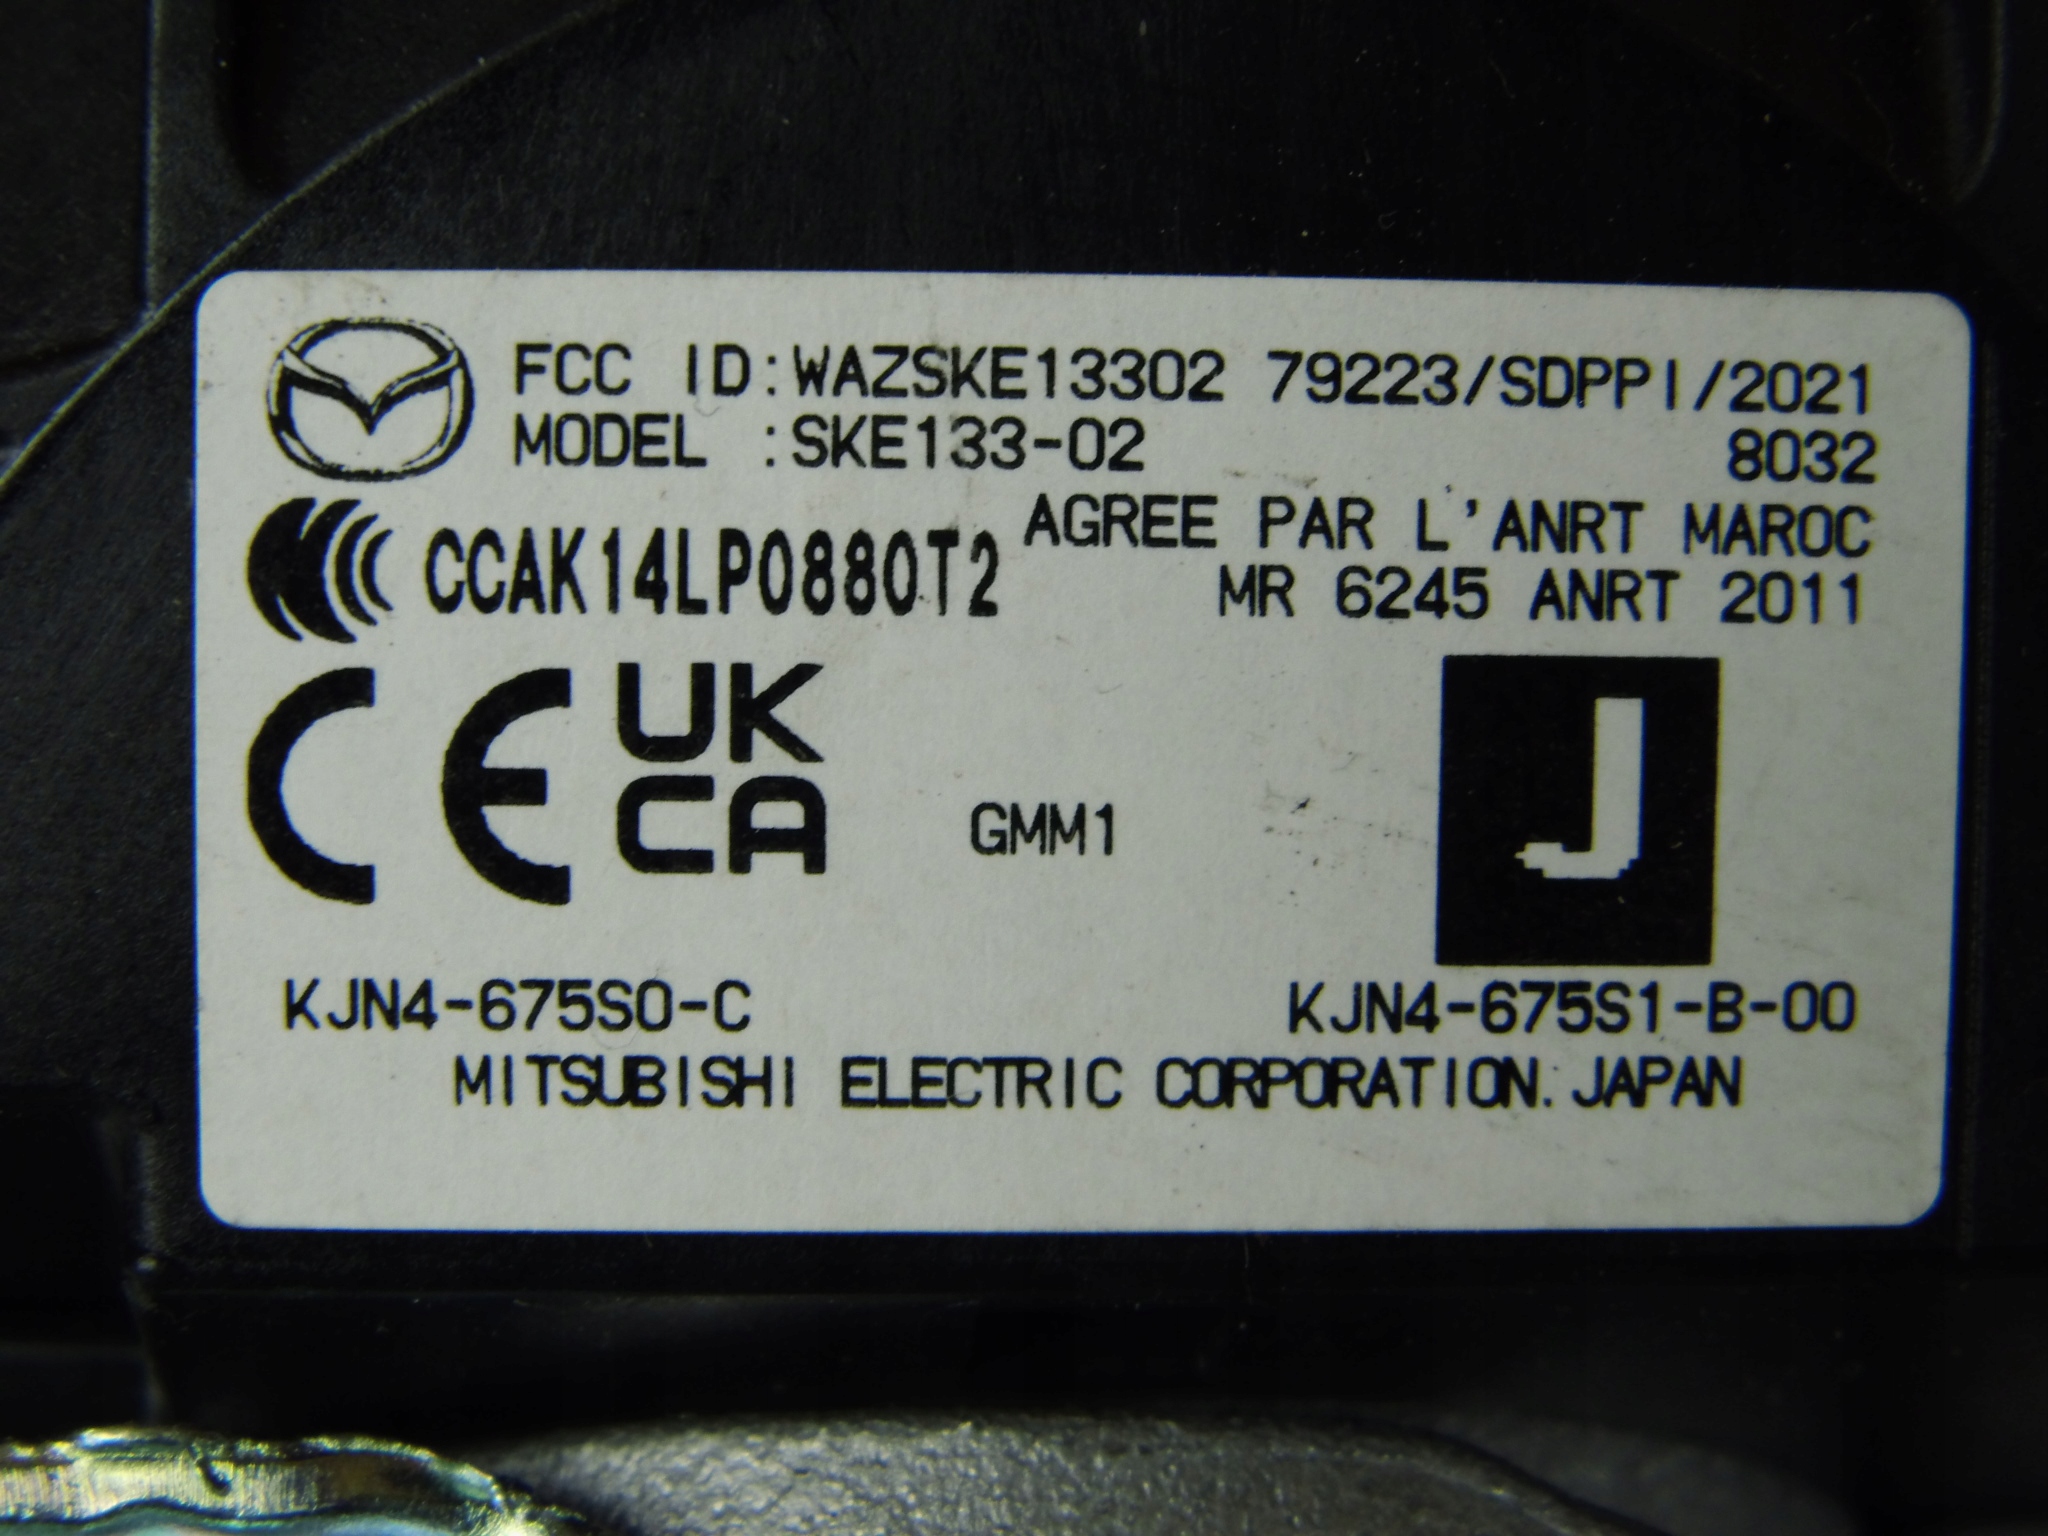 FCC ID:WAZSKE13302 79223/SDPPI/2021
MODEL :SKE133-02 8032
CCAK14LP0880T2 AGREE PAR L'ANRT MAROC
MR 6245 ANRT 2011
CE UK
CA
GMM1
J
KJN4-675S0-C KJN4-675S1-B-00
MITSUBISHI ELECTRIC CORPORATION. JAPAN